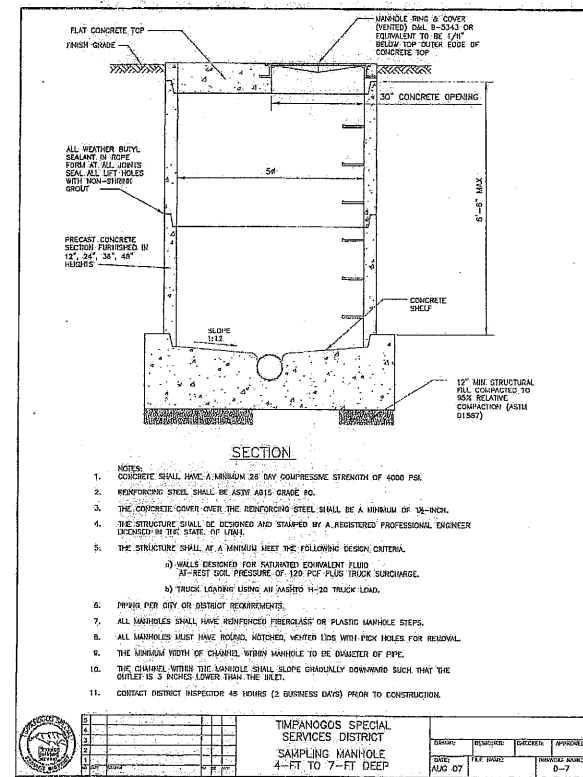 FLAT CONCRETE TOP
FINISH GRADE
MANHOLE RING & COVER
(VENTED) D&L B-5343 OR
EQUIVALENT TO BE 1/8"
BELOW TOP OUTER EDGE OF
CONCRETE TOP
30" CONCRETE OPENING
ALL WEATHER BUTYL
SEALANT IN ROPE
FORM AT ALL JOINTS
SEAL ALL LIFT HOLES
WITH NON-SHRINK
GROUT
5ø
6'-6" MAX
PRECAST CONCRETE
SECTION FURNISHED IN
12", 24", 36", 48"
HEIGHTS
CONCRETE
SHELF
SLOPE
1:12
12" MIN. STRUCTURAL
FILL COMPACTED TO
95% RELATIVE
COMPACTION (ASTM
D1557)
SECTION
NOTES:
1. CONCRETE SHALL HAVE A MINIMUM 28 DAY COMPRESSIVE STRENGTH OF 4000 PSI.
2. REINFORCING STEEL SHALL BE ASTM A615 GRADE 60.
3. THE CONCRETE COVER OVER THE REINFORCING STEEL SHALL BE A MINIMUM OF 1½-INCH.
4. THE STRUCTURE SHALL BE DESIGNED AND STAMPED BY A REGISTERED PROFESSIONAL ENGINEER
LICENSED IN THE STATE OF UTAH.
5. THE STRUCTURE SHALL AT A MINIMUM MEET THE FOLLOWING DESIGN CRITERIA.
a) WALLS DESIGNED FOR SATURATED EQUIVALENT FLUID
AT-REST SOIL PRESSURE OF 120 PCF PLUS TRUCK SURCHARGE.
b) TRUCK LOADING USING AN AASHTO H-20 TRUCK LOAD.
6. PIPING PER CITY OR DISTRICT REQUIREMENTS.
7. ALL MANHOLES SHALL HAVE REINFORCED FIBERGLASS OR PLASTIC MANHOLE STEPS.
8. ALL MANHOLES MUST HAVE ROUND, NOTCHED, VENTED LIDS WITH PICK HOLES FOR REMOVAL.
9. THE MINIMUM WIDTH OF CHANNEL WITHIN MANHOLE TO BE DIAMETER OF PIPE.
10. THE CHANNEL WITHIN THE MANHOLE SHALL SLOPE GRADUALLY DOWNWARD SUCH THAT THE
OUTLET IS 3 INCHES LOWER THAN THE INLET.
11. CONTACT DISTRICT INSPECTOR 48 HOURS (2 BUSINESS DAYS) PRIOR TO CONSTRUCTION.
TIMPANOGOS SPECIAL
SERVICE DISTRICT
5
4
3
2
1
TIMPANOGOS SPECIAL
SERVICES DISTRICT
SAMPLING MANHOLE
4-FT TO 7-FT DEEP
DRAWN: DESIGNED: CHECKED: APPROVED
DATE: FILE NAME: DRAWING NAME
AUG 07 D-7